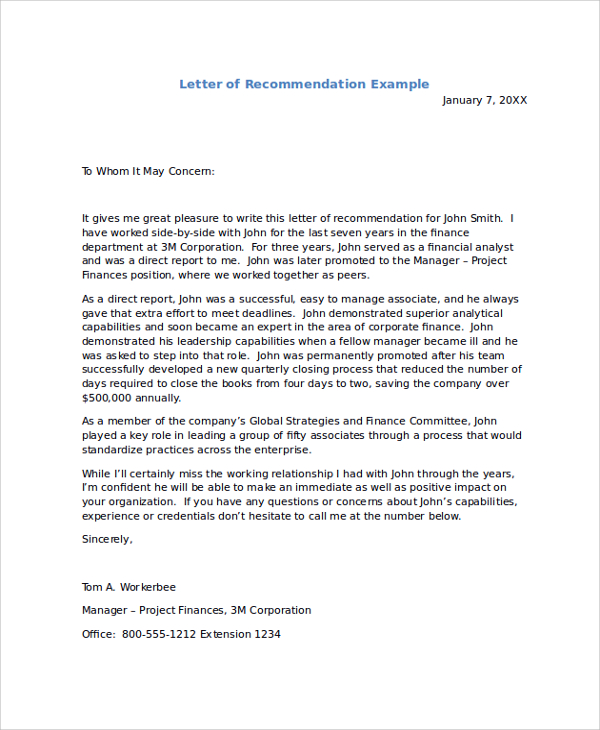 Letter of Recommendation Example
January 7, 20XX
To Whom It May Concern:
It gives me great pleasure to write this letter of recommendation for John Smith.  I
have worked side-by-side with John for the last seven years in the finance
department at 3M Corporation.  For three years, John served as a financial analyst
and was a direct report to me.  John was later promoted to the Manager – Project
Finances position, where we worked together as peers.
As a direct report, John was a successful, easy to manage associate, and he always
gave that extra effort to meet deadlines.  John demonstrated superior analytical
capabilities and soon became an expert in the area of corporate finance.  John
demonstrated his leadership capabilities when a fellow manager became ill and he
was asked to step into that role.  John was permanently promoted after his team
successfully developed a new quarterly closing process that reduced the number of
days required to close the books from four days to two, saving the company over
$500,000 annually.
As a member of the company’s Global Strategies and Finance Committee, John
played a key role in leading a group of fifty associates through a process that would
standardize practices across the enterprise.
While I’ll certainly miss the working relationship I had with John through the years,
I’m confident he will be able to make an immediate as well as positive impact on
your organization.  If you have any questions or concerns about John’s capabilities,
experience or credentials don’t hesitate to call me at the number below.
Sincerely,
Tom A. Workerbee
Manager – Project Finances, 3M Corporation
Office:  800-555-1212 Extension 1234